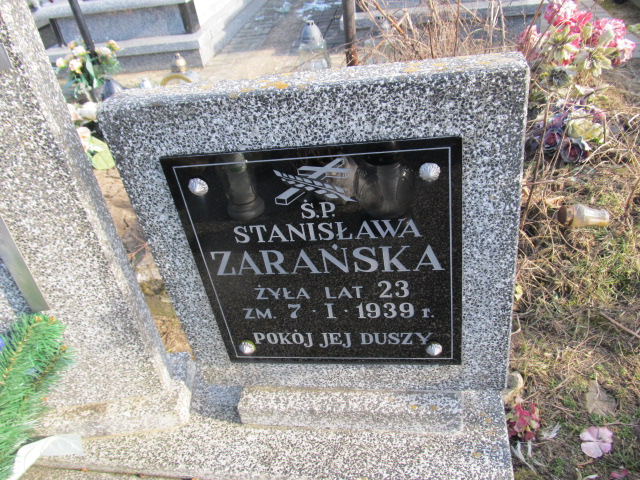 Ś.P.
STANISŁAWA
ZARAŃSKA
ŻYŁA LAT 23
ZM. 7·I·1939 r.
POKÓJ JEJ DUSZY